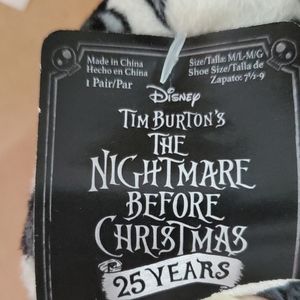 Made in China
Hecho en China
1 Pair/Par
Size/Talla: M/L-M/G
Shoe Size/Talla de
Zapato: 7½-9
Disney
TIM BURTON'S
THE
NIGHTMARE
BEFORE
CHRISTMAS
25 YEARS